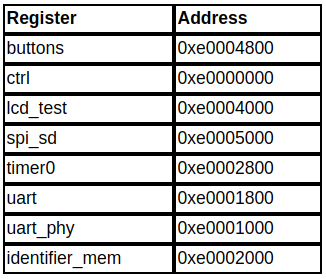 Register Address
buttons 0xe0004800
ctrl 0xe0000000
lcd_test 0xe0004000
spi_sd 0xe0005000
timer0 0xe0002800
uart 0xe0001800
uart_phy 0xe0001000
identifier_mem 0xe0002000